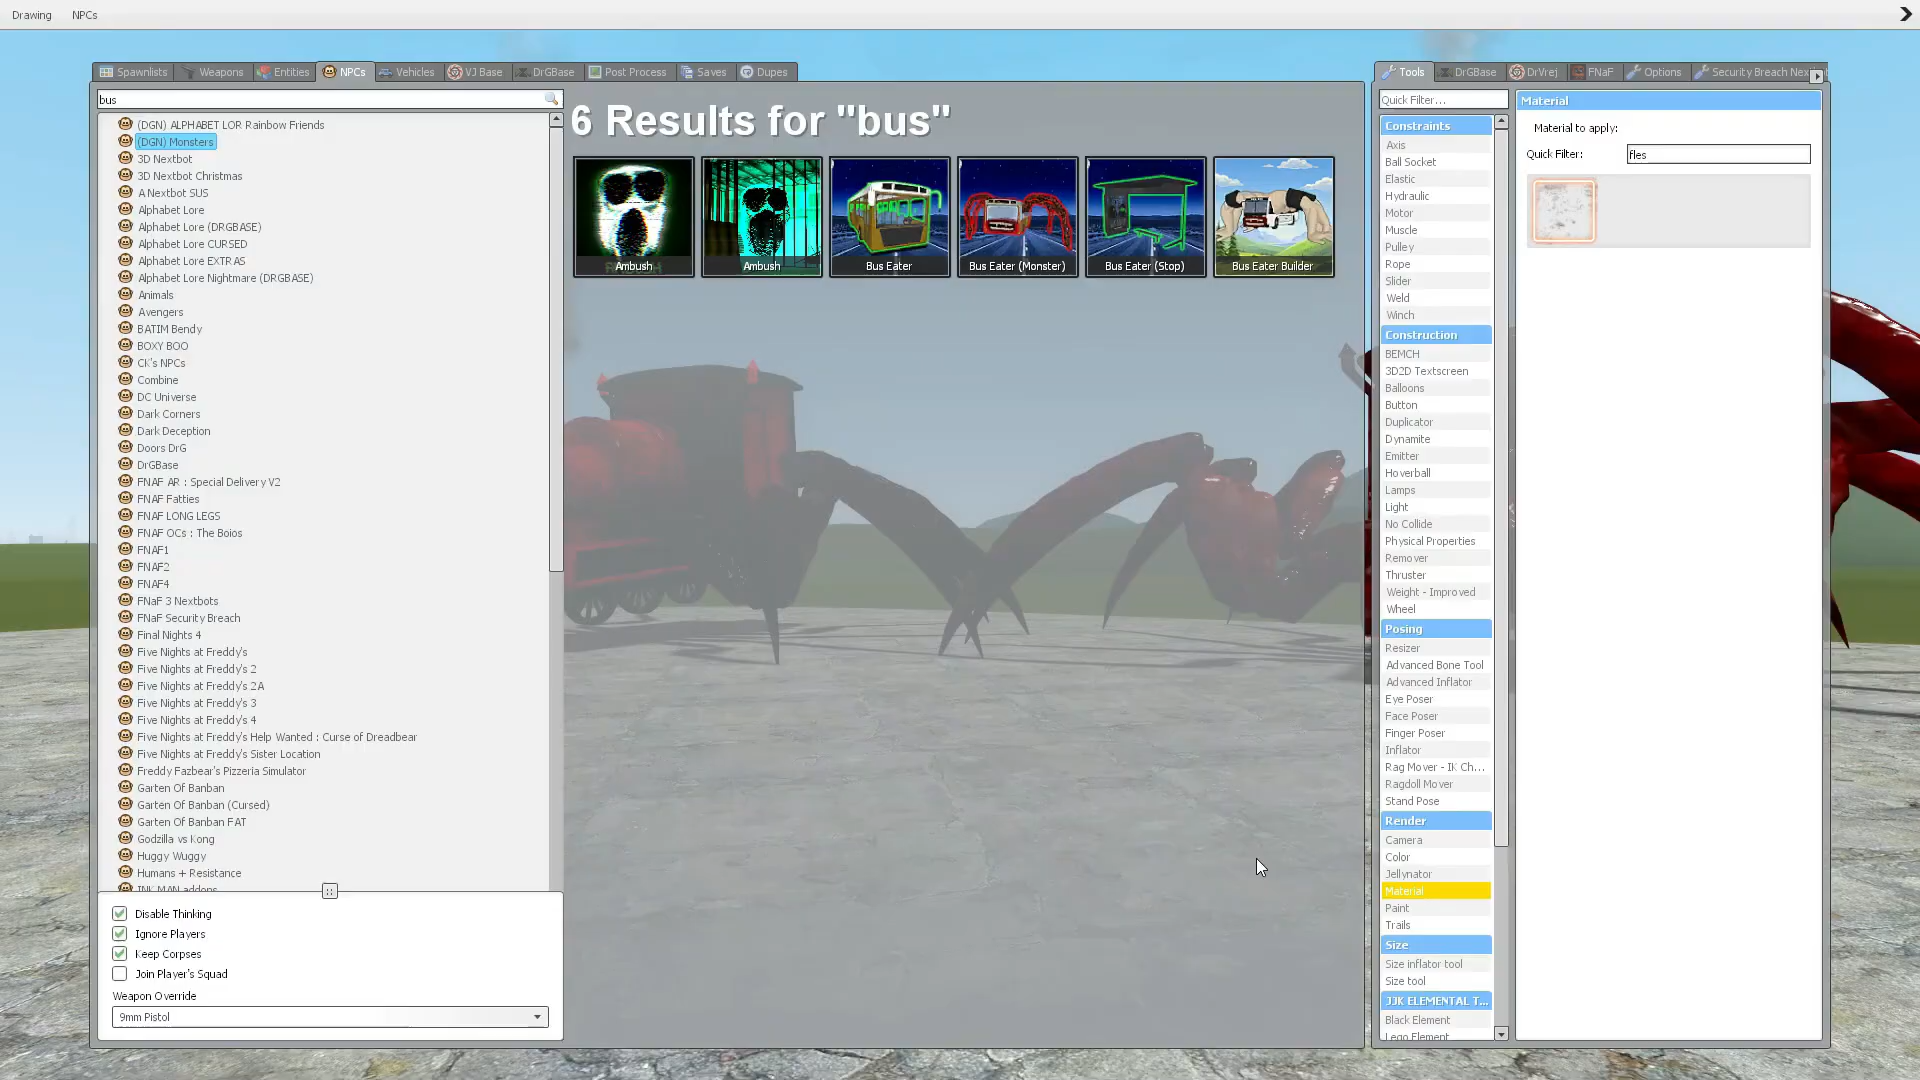 Drawing NPCs
Spawnlists Weapons Entities NPCs Vehicles VJ Base DrGBase Post Process Saves Dupes
bus
(DGN) ALPHABET LOR Rainbow Friends
(DGN) Monsters
3D Nextbot
3D Nextbot Christmas
A Nextbot SUS
Alphabet Lore
Alphabet Lore (DRGBASE)
Alphabet Lore CURSED
Alphabet Lore EXTRAS
Alphabet Lore Nightmare (DRGBASE)
Animals
Avengers
BATIM Bendy
BOXY BOO
CK's NPCs
Combine
DC Universe
Dark Corners
Dark Deception
Doors DrG
DrGBase
FNAF AR : Special Delivery V2
FNAF Fatties
FNAF LONG LEGS
FNAF OCs : The Boios
FNAF1
FNAF2
FNAF4
FNaF 3 Nextbots
FNaF Security Breach
Final Nights 4
Five Nights at Freddy's
Five Nights at Freddy's 2
Five Nights at Freddy's 2A
Five Nights at Freddy's 3
Five Nights at Freddy's 4
Five Nights at Freddy's Help Wanted : Curse of Dreadbear
Five Nights at Freddy's Sister Location
Freddy Fazbear's Pizzeria Simulator
Garten Of Banban
Garten Of Banban (Cursed)
Garten Of Banban FAT
Godzilla vs Kong
Huggy Wuggy
Humans + Resistance
INK MAN addons
Disable Thinking
Ignore Players
Keep Corpses
Join Player's Squad
Weapon Override
9mm Pistol
6 Results for "bus"
Ambush
Ambush
Bus Eater
Bus Eater (Monster)
Bus Eater (Stop)
Bus Eater Builder
Tools DrGBase DrVrej FNaF Options Security Breach
Quick Filter...
Constraints
Axis
Ball Socket
Elastic
Hydraulic
Motor
Muscle
Pulley
Rope
Slider
Weld
Winch
Construction
BEMCH
3D2D Textscreen
Balloons
Button
Duplicator
Dynamite
Emitter
Hoverball
Lamps
Light
No Collide
Physical Properties
Remover
Thruster
Weight - Improved
Wheel
Posing
Resizer
Advanced Bone Tool
Advanced Inflator
Eye Poser
Face Poser
Finger Poser
Inflator
Rag Mover - IK Ch...
Ragdoll Mover
Stand Pose
Render
Camera
Color
Jellynator
Material
Paint
Trails
Size
Size inflator tool
Size tool
JJK ELEMENTAL T...
Black Element
Lego Element
Material
Material to apply:
Quick Filter: fles